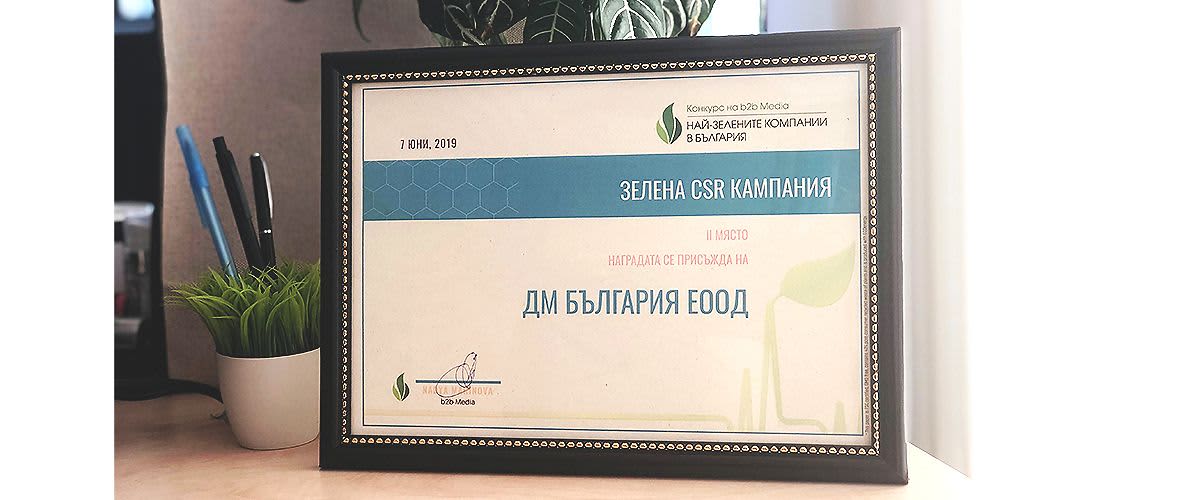 Конкурс на b2b Media
НАЙ-ЗЕЛЕНИТЕ КОМПАНИИ
В БЪЛГАРИЯ
7 ЮНИ, 2019
ЗЕЛЕНА CSR КАМПАНИЯ
II МЯСТО
НАГРАДАТА СЕ ПРИСЪЖДА НА
ДМ БЪЛГАРИЯ ЕООД
b2b Media